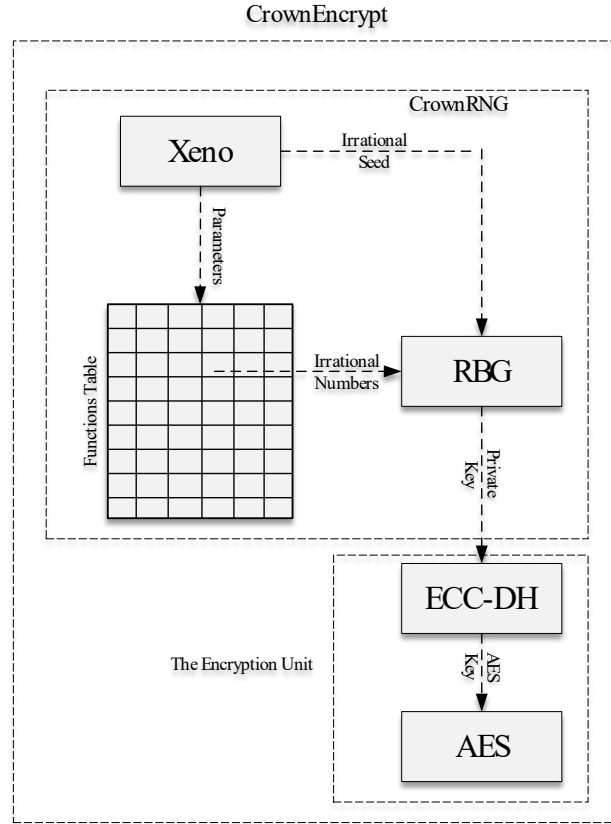 CrownEncrypt
CrownRNG
Xeno
Irrational
Seed
Parameters
Functions Table
Irrational
Numbers
RBG
Private
Key
ECC-DH
The Encryption Unit
AES
Key
AES